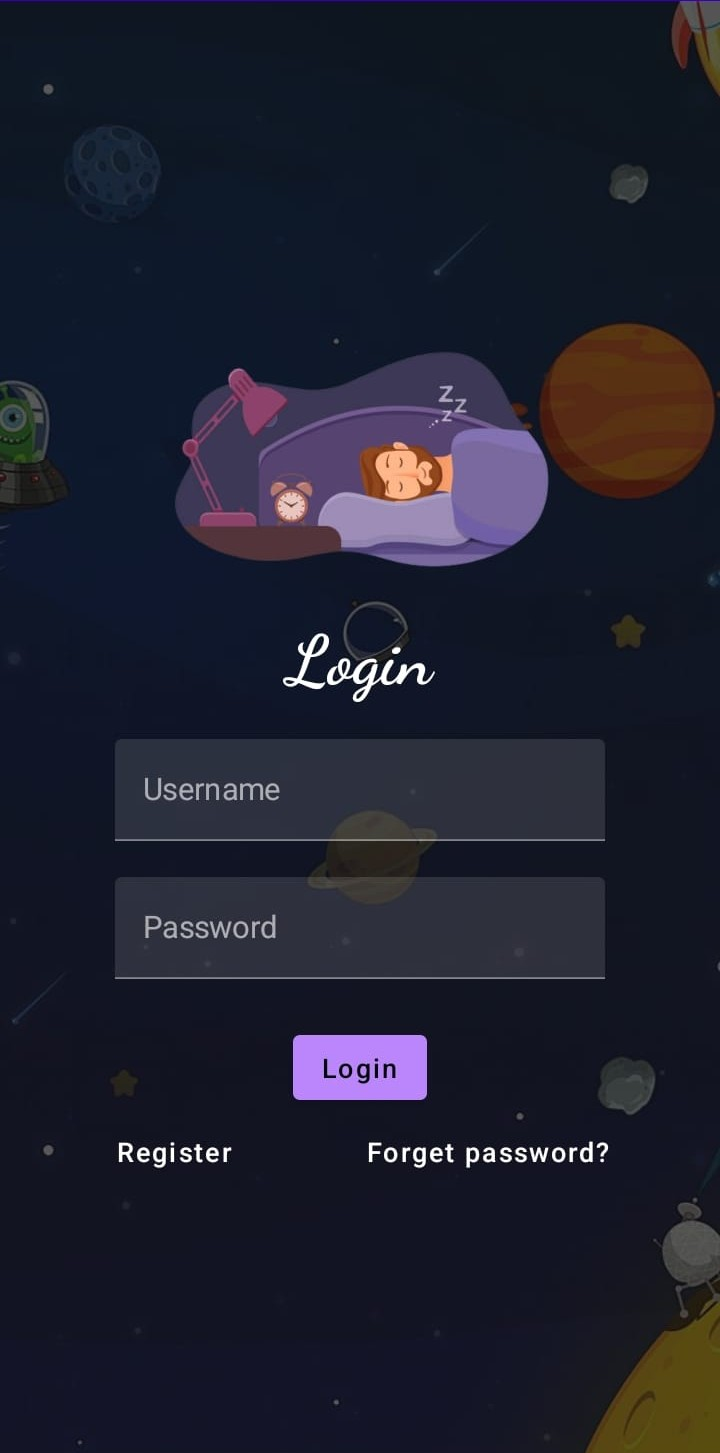 Z
Z
Z
Login
Username
Password
Login
Register
Forget password?